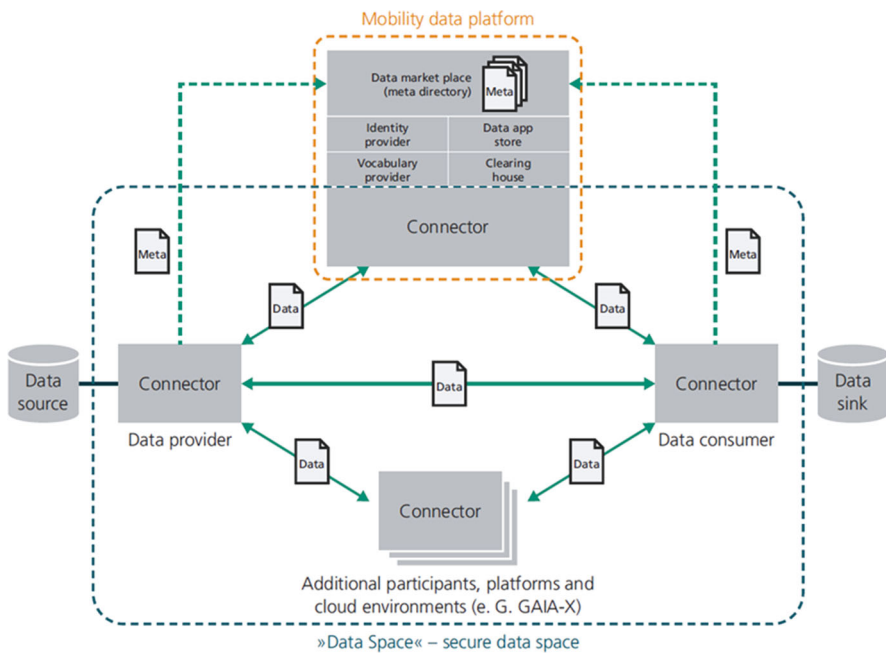 Mobility data platform
Data market place
(meta directory)
Meta
Identity
provider
Data app
store
Vocabulary
provider
Clearing
house
Connector
Meta
Meta
Data
Data
Data
source
Connector
Data
Connector
Data
sink
Data provider
Data consumer
Data
Data
Connector
Additional participants, platforms and
cloud environments (e. G. GAIA-X)
»Data Space« – secure data space